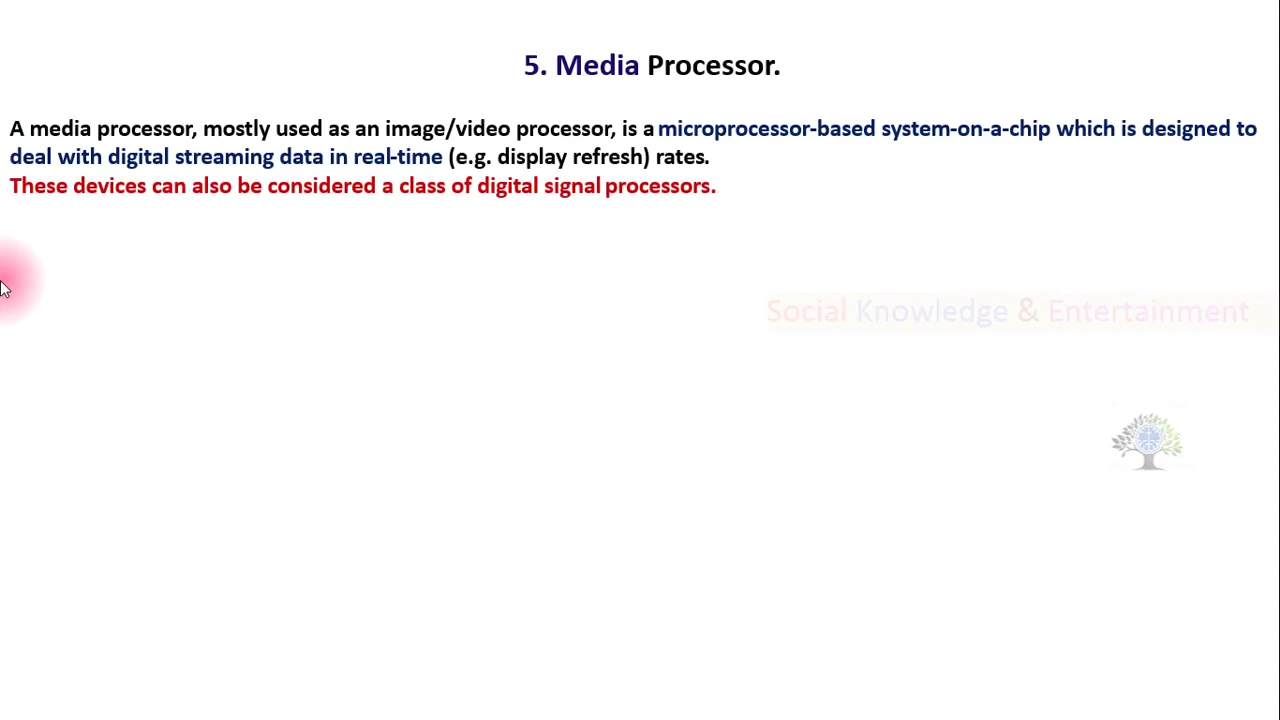 5. Media Processor.
A media processor, mostly used as an image/video processor, is a microprocessor-based system-on-a-chip which is designed to
deal with digital streaming data in real-time (e.g. display refresh) rates.
These devices can also be considered a class of digital signal processors.
Social Knowledge & Entertainment